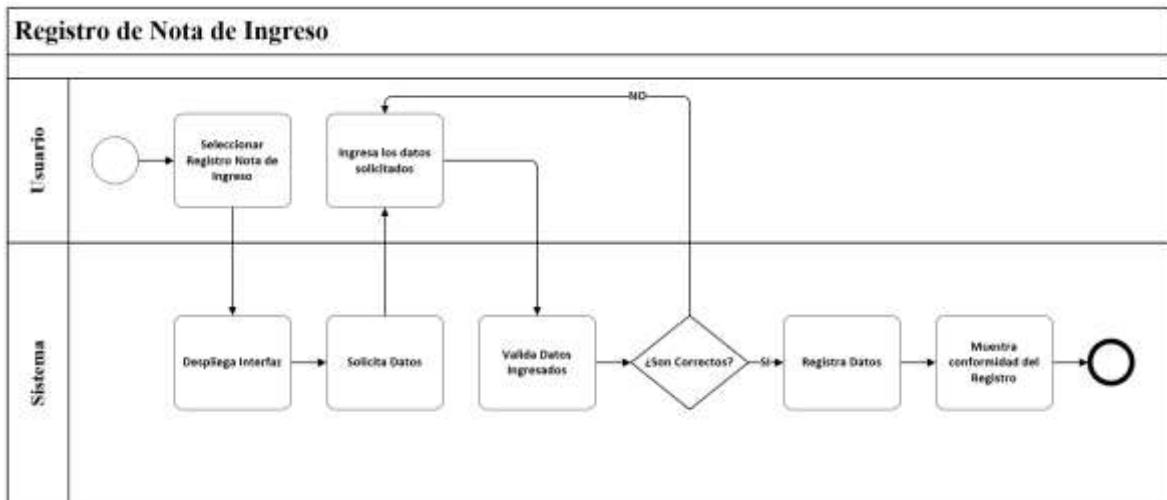 Registro de Nota de Ingreso
Usuario
Seleccionar
Registro Nota de
Ingreso
Ingresa los datos
solicitados
NO
Sistema
Despliega Interfaz
Solicita Datos
Valida Datos
Ingresados
¿Son Correctos?
SI
Registra Datos
Muestra
conformidad del
Registro